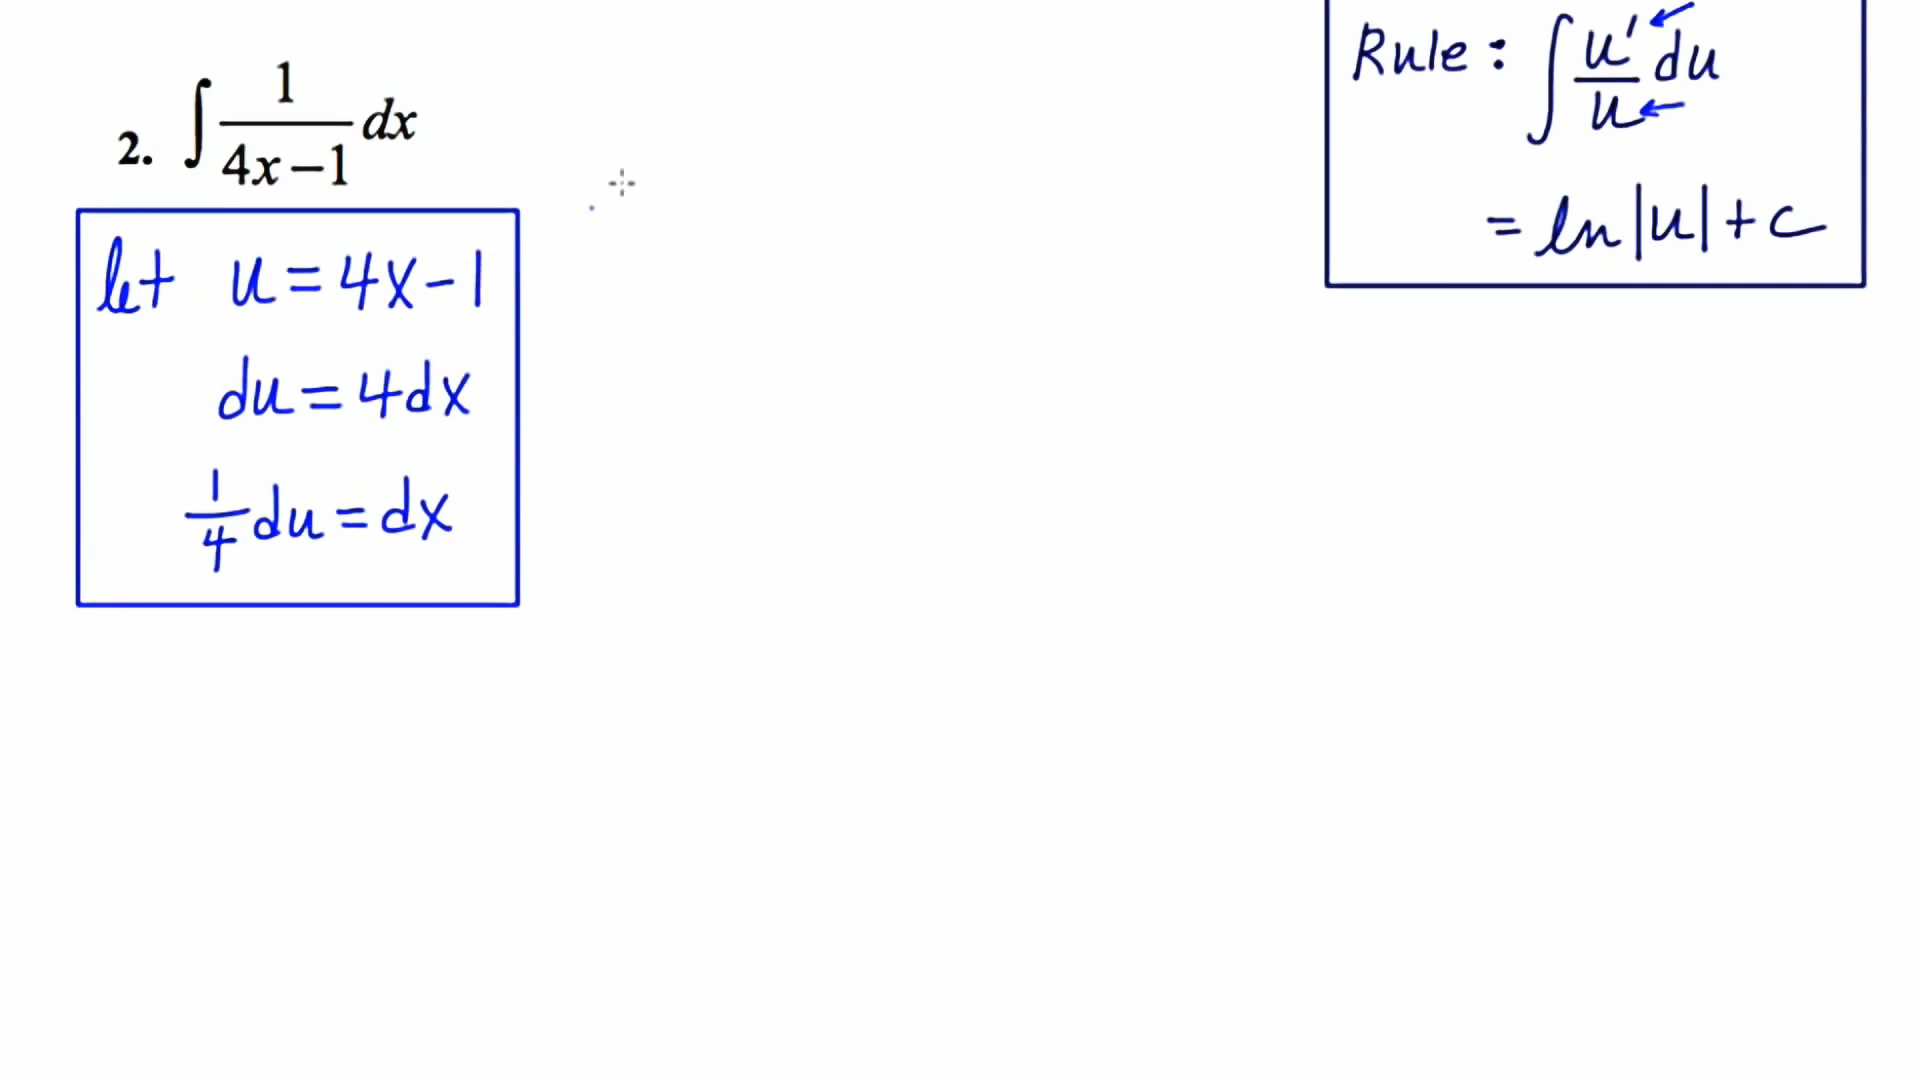 2. ∫ 1/(4x−1) dx
let u = 4x - 1
du = 4dx
1/4 du = dx
Rule : ∫ u'/u du
= ln|u| + c